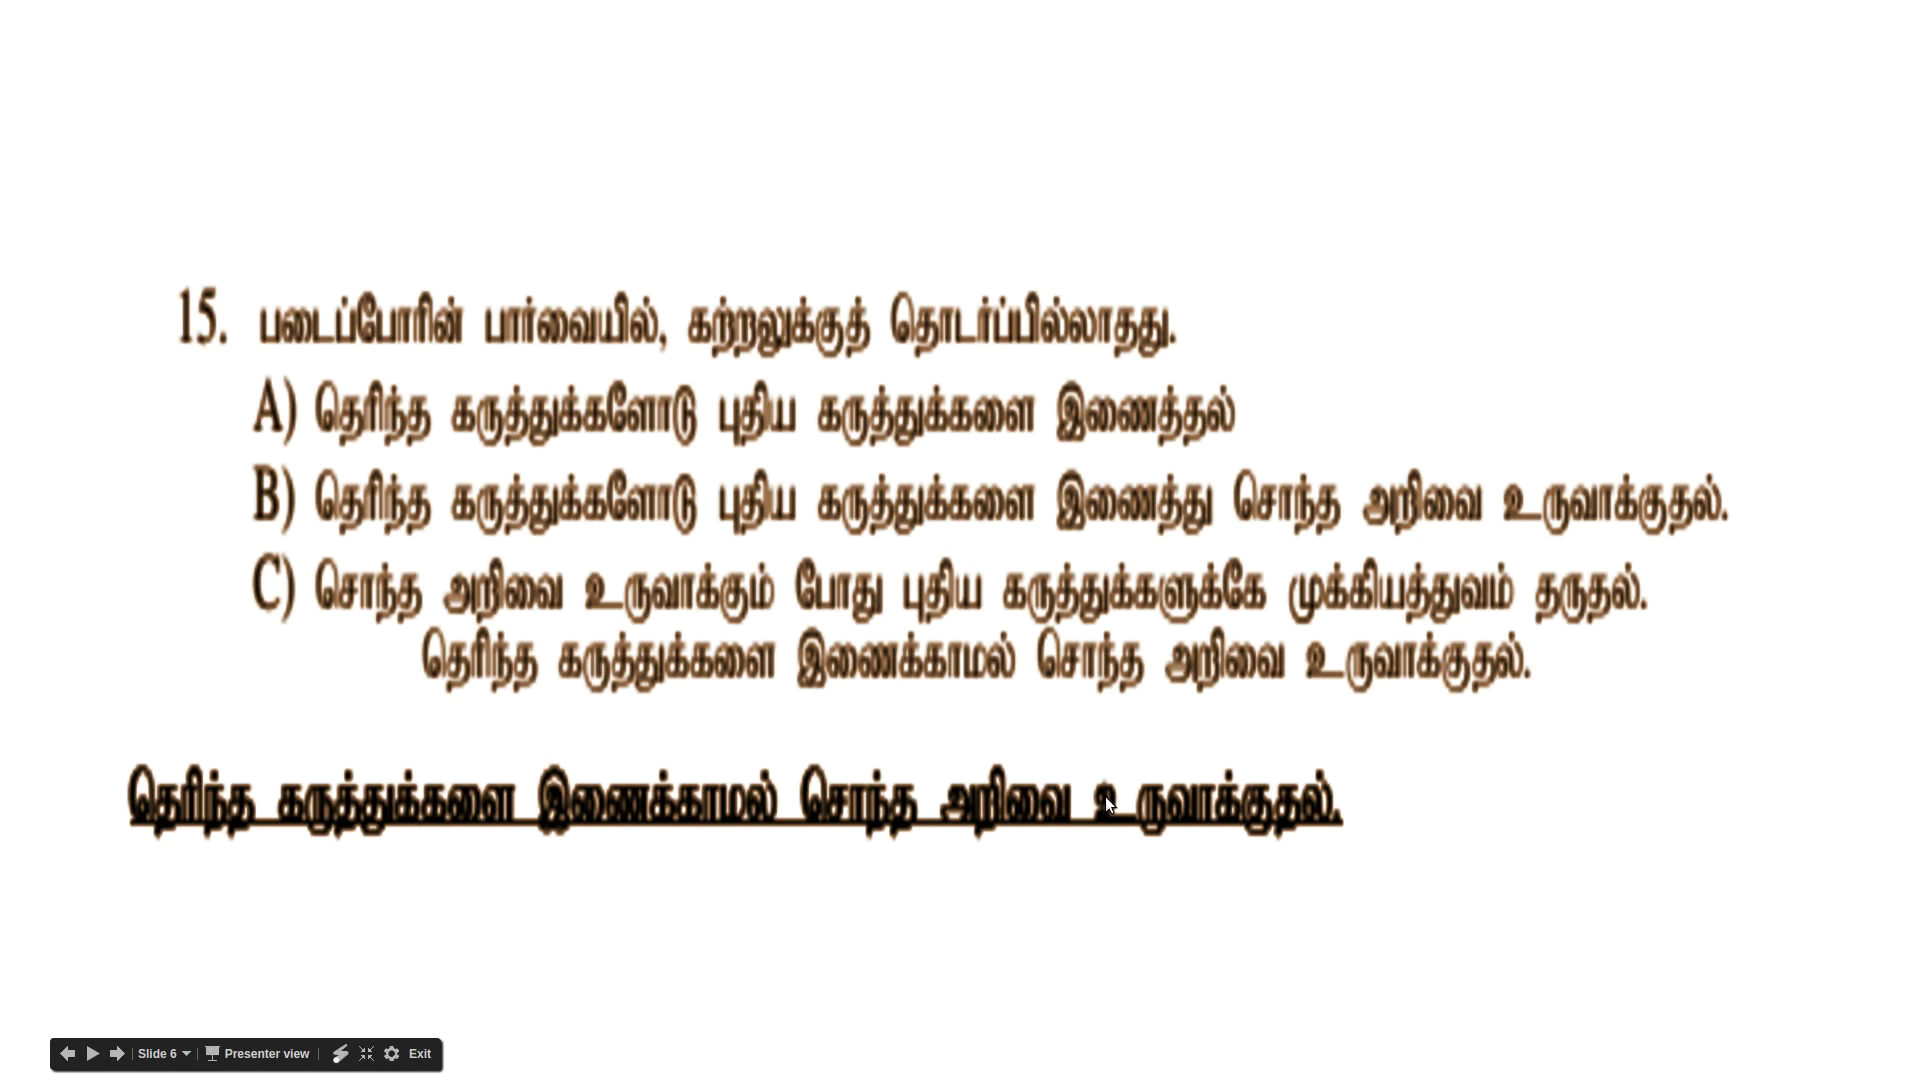 15. படைப்போரின் பார்வையில், கற்றலுக்குத் தொடர்ப்பில்லாதது.
A) தெரிந்த கருத்துக்களோடு புதிய கருத்துக்களை இணைத்தல்
B) தெரிந்த கருத்துக்களோடு புதிய கருத்துக்களை இணைத்து சொந்த அறிவை உருவாக்குதல்.
C) சொந்த அறிவை உருவாக்கும் போது புதிய கருத்துக்களுக்கே முக்கியத்துவம் தருதல்.
தெரிந்த கருத்துக்களை இணைக்காமல் சொந்த அறிவை உருவாக்குதல்.
தெரிந்த கருத்துக்களை இணைக்காமல் சொந்த அறிவை உருவாக்குதல்.
Slide 6 Presenter view Exit